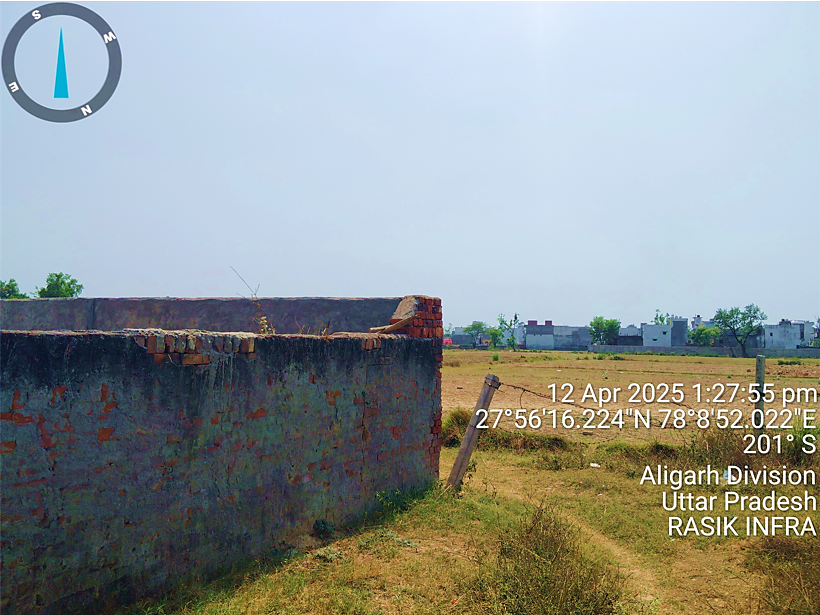 S
W
E
N
12 Apr 2025 1:27:55 pm
27°56'16.224"N 78°8'52.022"E
201° S
Aligarh Division
Uttar Pradesh
RASIK INFRA